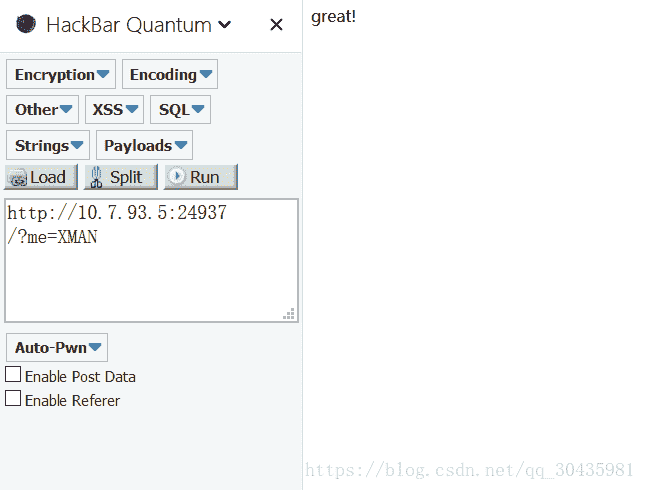 HackBar Quantum
great!
Encryption
Encoding
Other
XSS
SQL
Strings
Payloads
Load
Split
Run
http://10.7.93.5:24937
/?me=XMAN
Auto-Pwn
Enable Post Data
Enable Referer
https://blog.csdn.net/qq_30435981